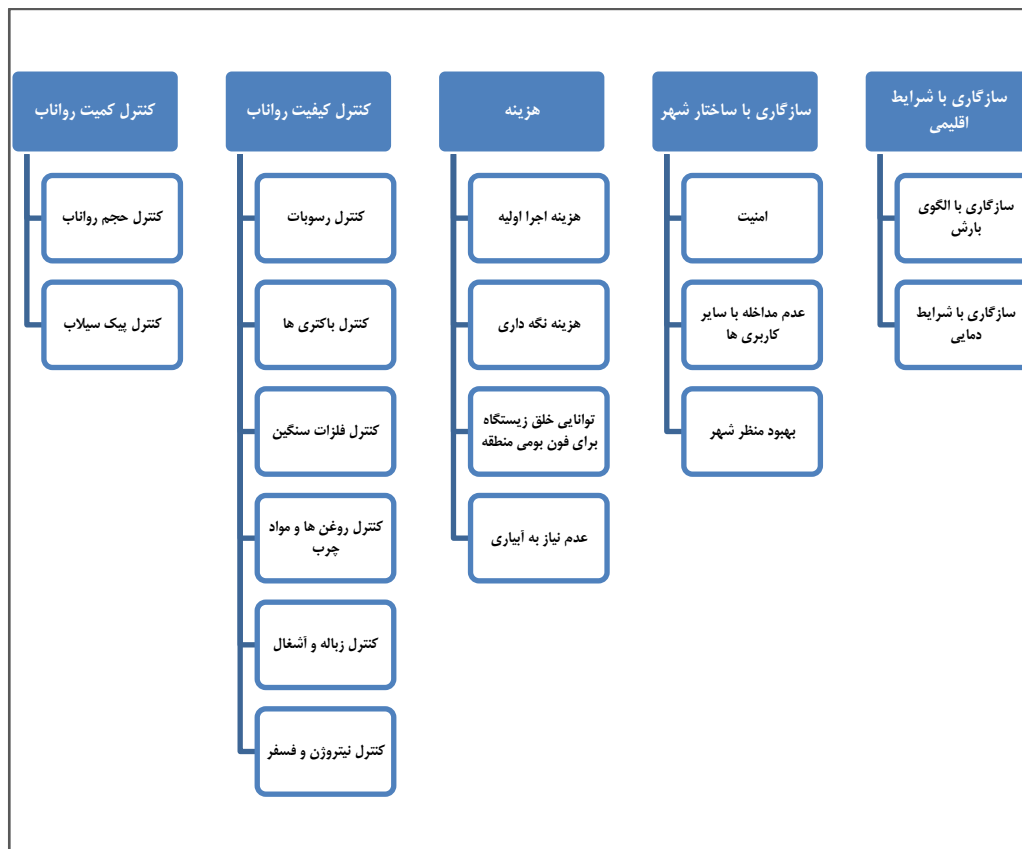 سازگاری با شرایط
اقلیمی
سازگاری با الگوی
بارش
سازگاری با شرایط
دمایی
سازگاری با ساختار شهر
امنیت
عدم مداخله با سایر
کاربری ها
بهبود منظر شهر
هزینه
هزینه اجرا اولیه
هزینه نگه داری
توانایی خلق زیستگاه
برای فون بومی منطقه
عدم نیاز به آبیاری
کنترل کیفیت رواناب
کنترل رسوبات
کنترل باکتری ها
کنترل فلزات سنگین
کنترل روغن ها و مواد
چرب
کنترل زباله و آشغال
کنترل نیتروژن و فسفر
کنترل کمیت رواناب
کنترل حجم رواناب
کنترل پیک سیلاب